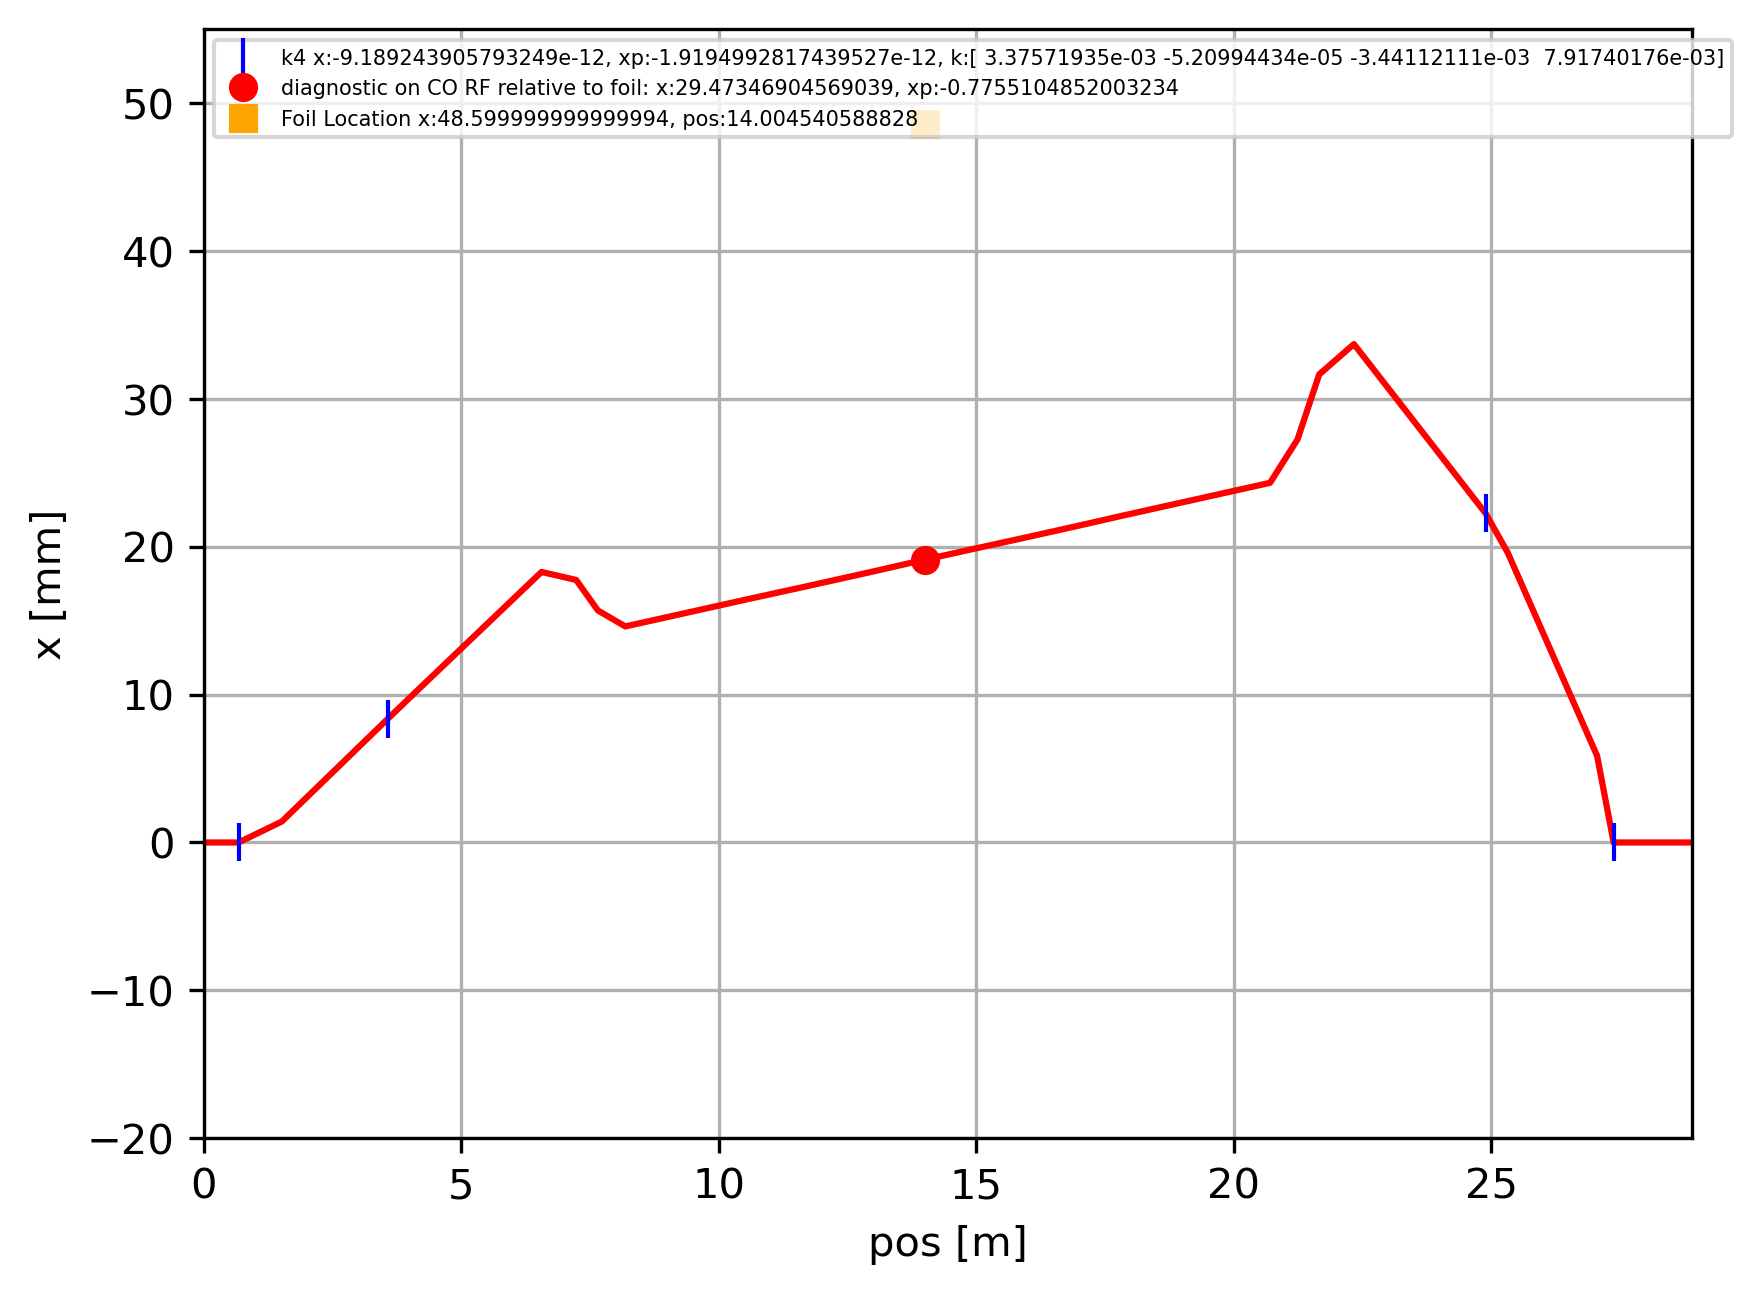 k4 x:-9.189243905793249e-12, xp:-1.9194992817439527e-12, k:[ 3.37571935e-03 -5.20994434e-05 -3.44112111e-03  7.91740176e-03]
diagnostic on CO RF relative to foil: x:29.47346904569039, xp:-0.7755104852003234
Foil Location x:48.599999999999994, pos:14.004540588828
50
40
30
20
10
0
−10
−20
x [mm]
0 5 10 15 20 25
pos [m]